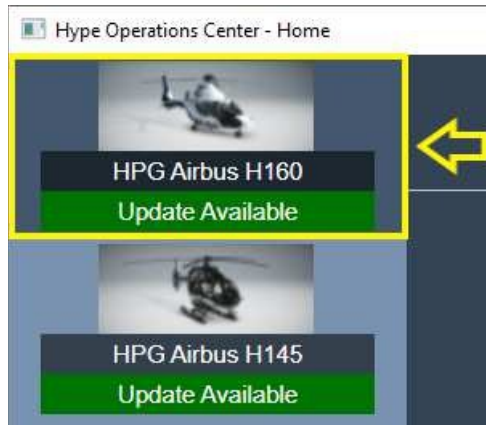 Hype Operations Center - Home
HPG Airbus H160
Update Available
HPG Airbus H145
Update Available